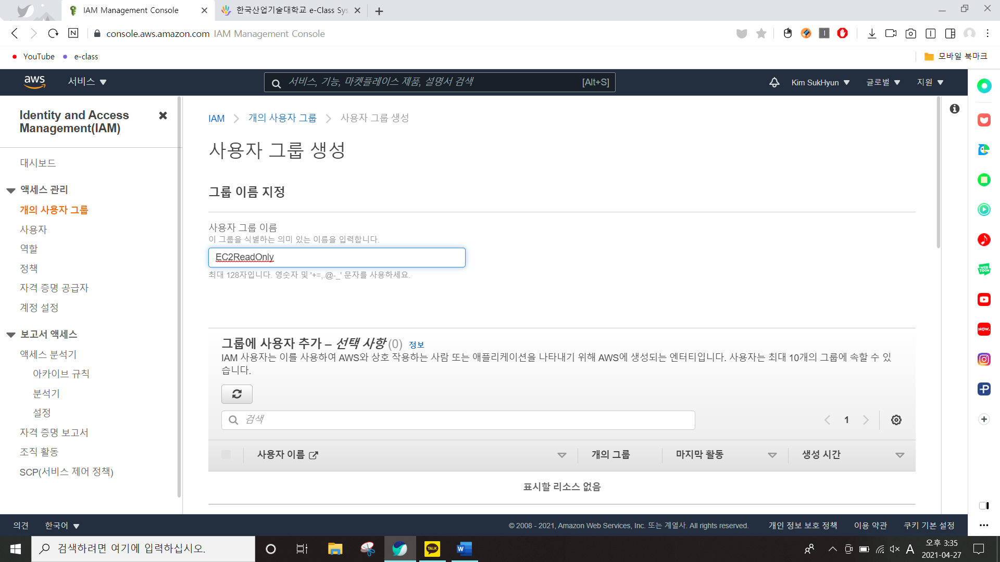 IAM Management Console
한국산업기술대학교 e-Class Sys
console.aws.amazon.com IAM Management Console
YouTube
e-class
모바일 북마크
aws
서비스
서비스, 기능, 마켓플레이스 제품, 설명서 검색
[Alt+S]
Kim SukHyun
글로벌
지원
Identity and Access
Management(IAM)
대시보드
액세스 관리
개의 사용자 그룹
사용자
역할
정책
자격 증명 공급자
계정 설정
보고서 액세스
액세스 분석기
아카이브 규칙
분석기
설정
자격 증명 보고서
조직 활동
SCP(서비스 제어 정책)
IAM
개의 사용자 그룹
사용자 그룹 생성
사용자 그룹 생성
그룹 이름 지정
사용자 그룹 이름
이 그룹을 식별하는 의미 있는 이름을 입력합니다.
EC2ReadOnly
최대 128자입니다. 영숫자 및 '+=,.@-_' 문자를 사용하세요.
그룹에 사용자 추가 – 선택 사항 (0) 정보
IAM 사용자는 이를 사용하여 AWS와 상호 작용하는 사람 또는 애플리케이션을 나타내기 위해 AWS에 생성되는 엔터티입니다. 사용자는 최대 10개의 그룹에 속할 수 있
습니다.
검색
1
사용자 이름
개의 그룹
마지막 활동
생성 시간
표시할 리소스 없음
WEB
TOON
NOW.
의견
한국어
© 2008 - 2021, Amazon Web Services, Inc. 또는 계열사. All rights reserved.
개인 정보 보호 정책
이용 약관
쿠키 기본 설정
검색하려면 여기에 입력하십시오.
TALK
W
A
오후 3:35
2021-04-27